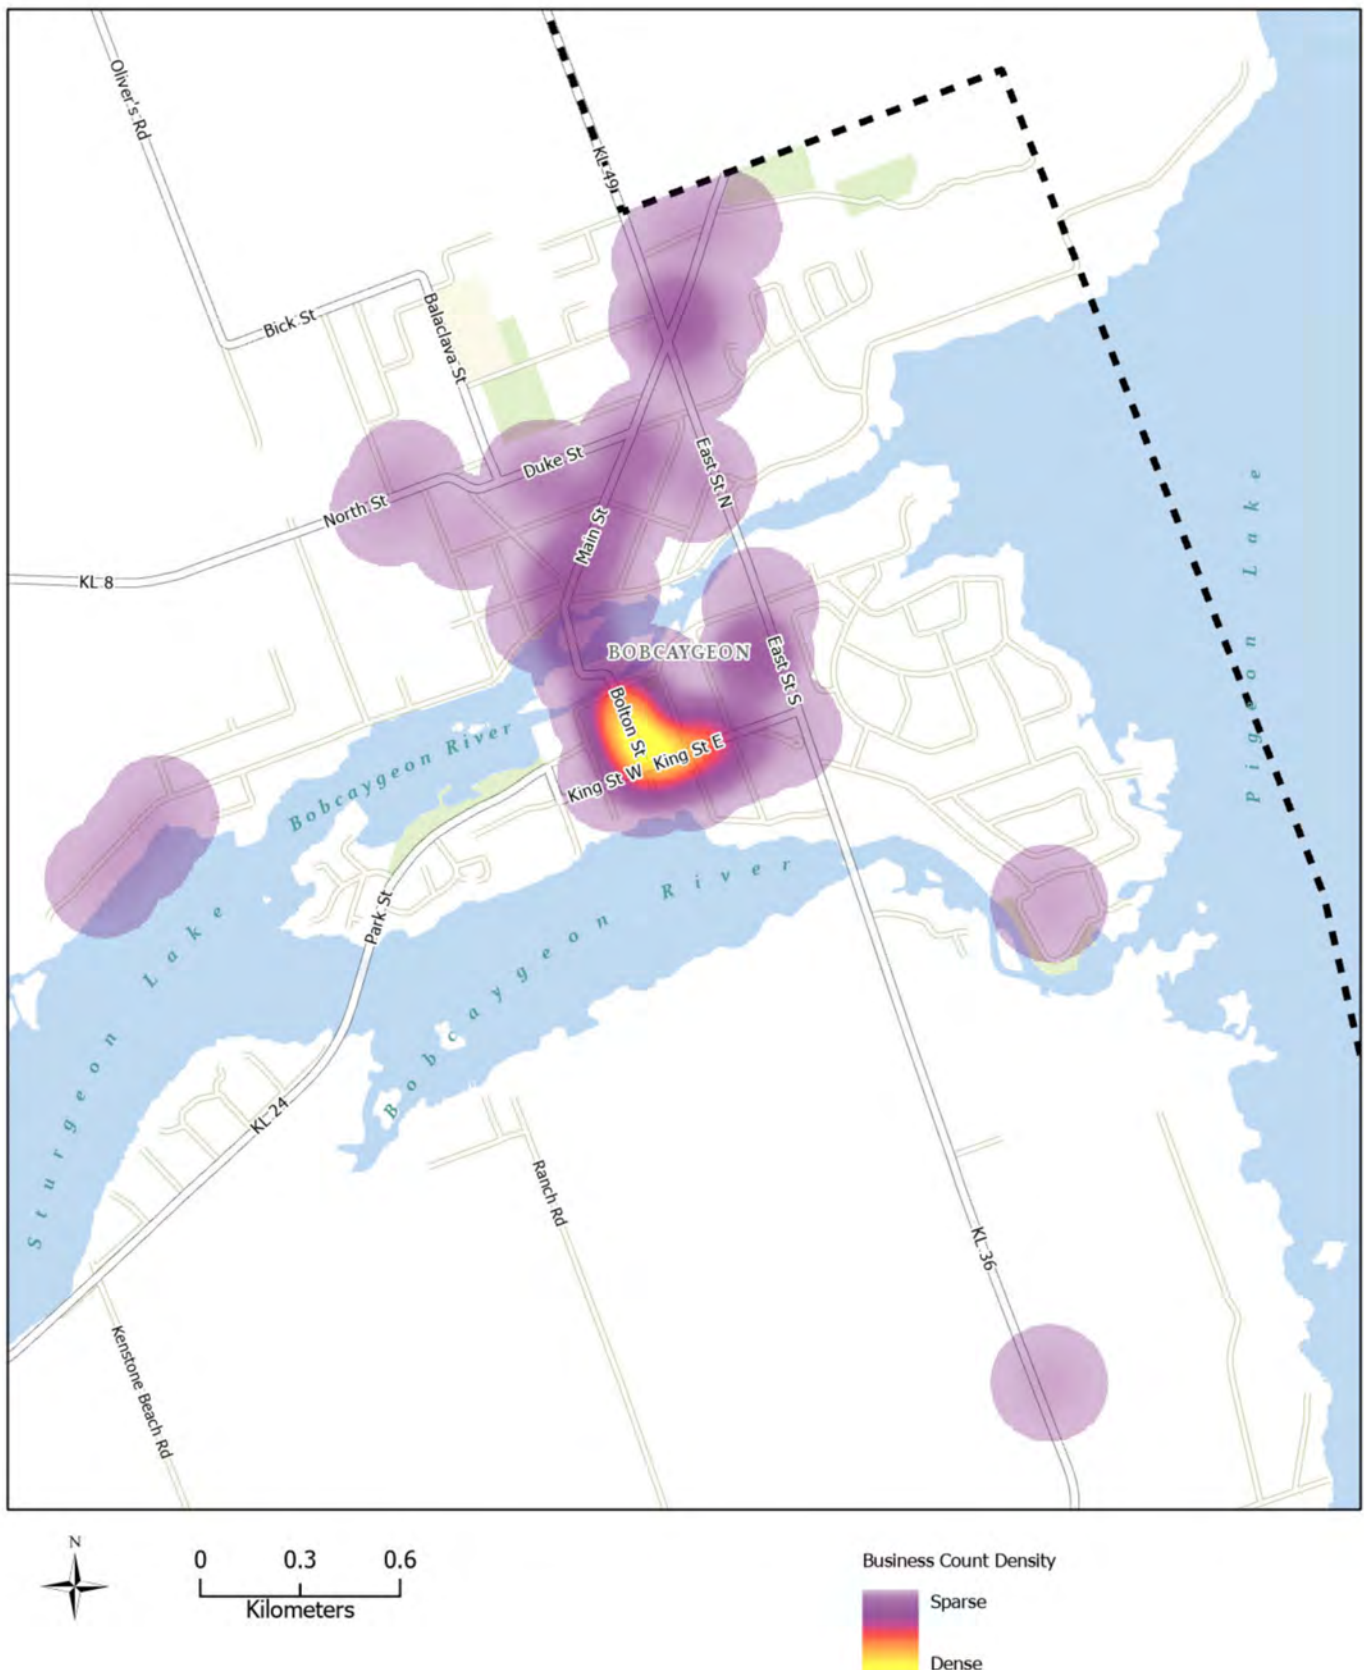 Oliver's Rd
KL 49
Bick St
Balaclava St
Duke St
East St N
North St
Main St
KL 8
Pigeon Lake
BOBCAYGEON
East St S
Bolton St
King St E
King St W
Bobcaygeon River
Bobcaygeon River
Park St
Sturgeon Lake
KL 24
Ranch Rd
KL 36
Kenstone Beach Rd
N
0 0.3 0.6
Kilometers
Business Count Density
Sparse
Dense